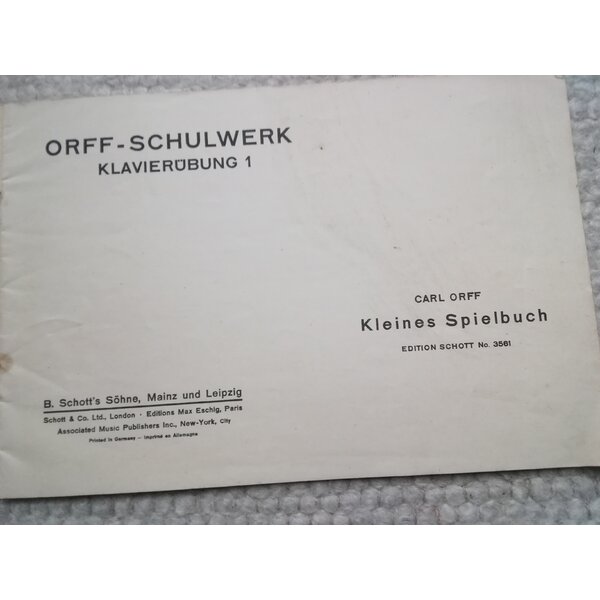 ORFF-SCHULWERK
KLAVIERÜBUNG 1
CARL ORFF
Kleines Spielbuch
EDITION SCHOTT No. 3561
B. Schott's Söhne, Mainz und Leipzig
Schott & Co. Ltd., London · Editions Max Eschig, Paris
Associated Music Publishers Inc., New-York, City
Printed in Germany – Imprimé en Allemagne